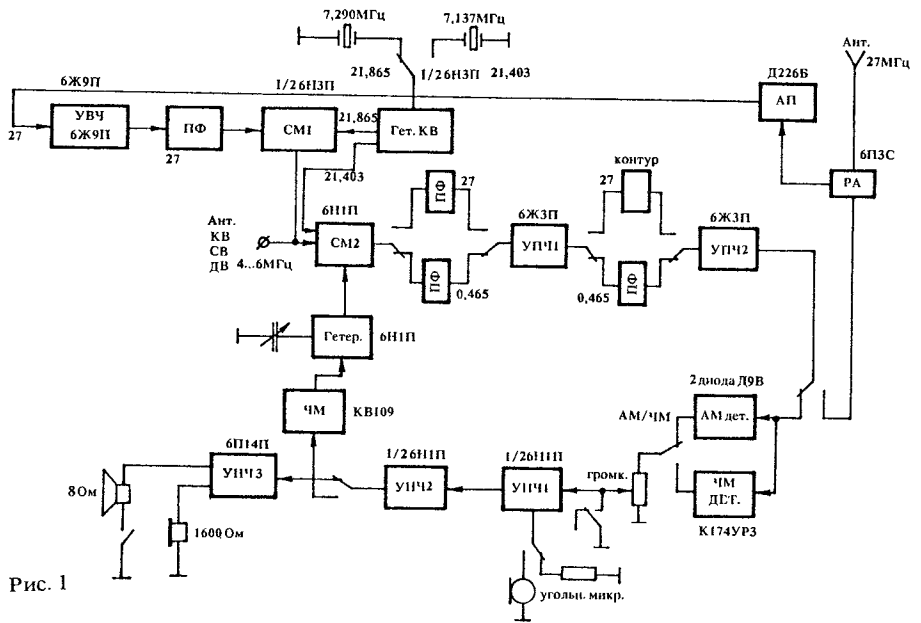 7,290МГц
7,137МГц
21,865
1/26Н3П
21,403
Ант.
27МГц
6Ж9П
1/26Н3П
Д226Б
УВЧ
6Ж9П
ПФ
СМ1
21,865
Гет. КВ
АП
27
27
21,403
6П3С
РА
ПФ
27
контур
27
Ант.
КВ
СВ
ДВ
4...6МГц
6Н1П
СМ2
6Ж3П
УПЧ1
6Ж3П
УПЧ2
ПФ
0,465
ПФ
0,465
Гетер.
6Н1П
2 диода Д9В
ЧМ
КВ109
АМ/ЧМ
АМ дет.
6П14П
1/26Н1П
1/26Н1П
громк.
УНЧ3
УНЧ2
УНЧ1
ЧМ
ДЕТ.
8 Ом
К174УР3
1600 Ом
угольн. микр.
Рис. 1